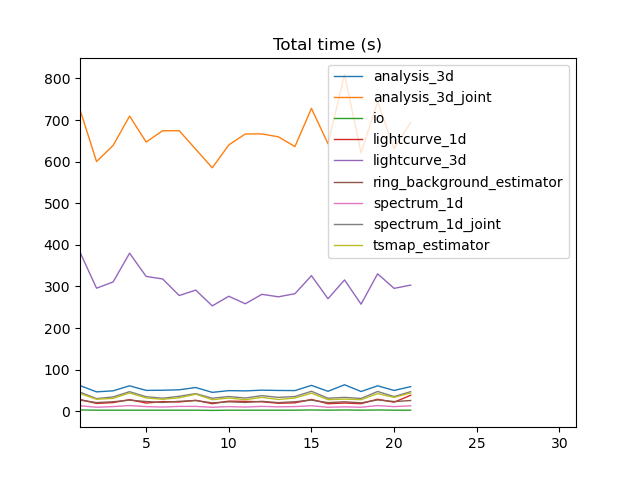 Total time (s)
800
700
600
500
400
300
200
100
0
5
10
15
20
25
30
analysis_3d
analysis_3d_joint
io
lightcurve_1d
lightcurve_3d
ring_background_estimator
spectrum_1d
spectrum_1d_joint
tsmap_estimator